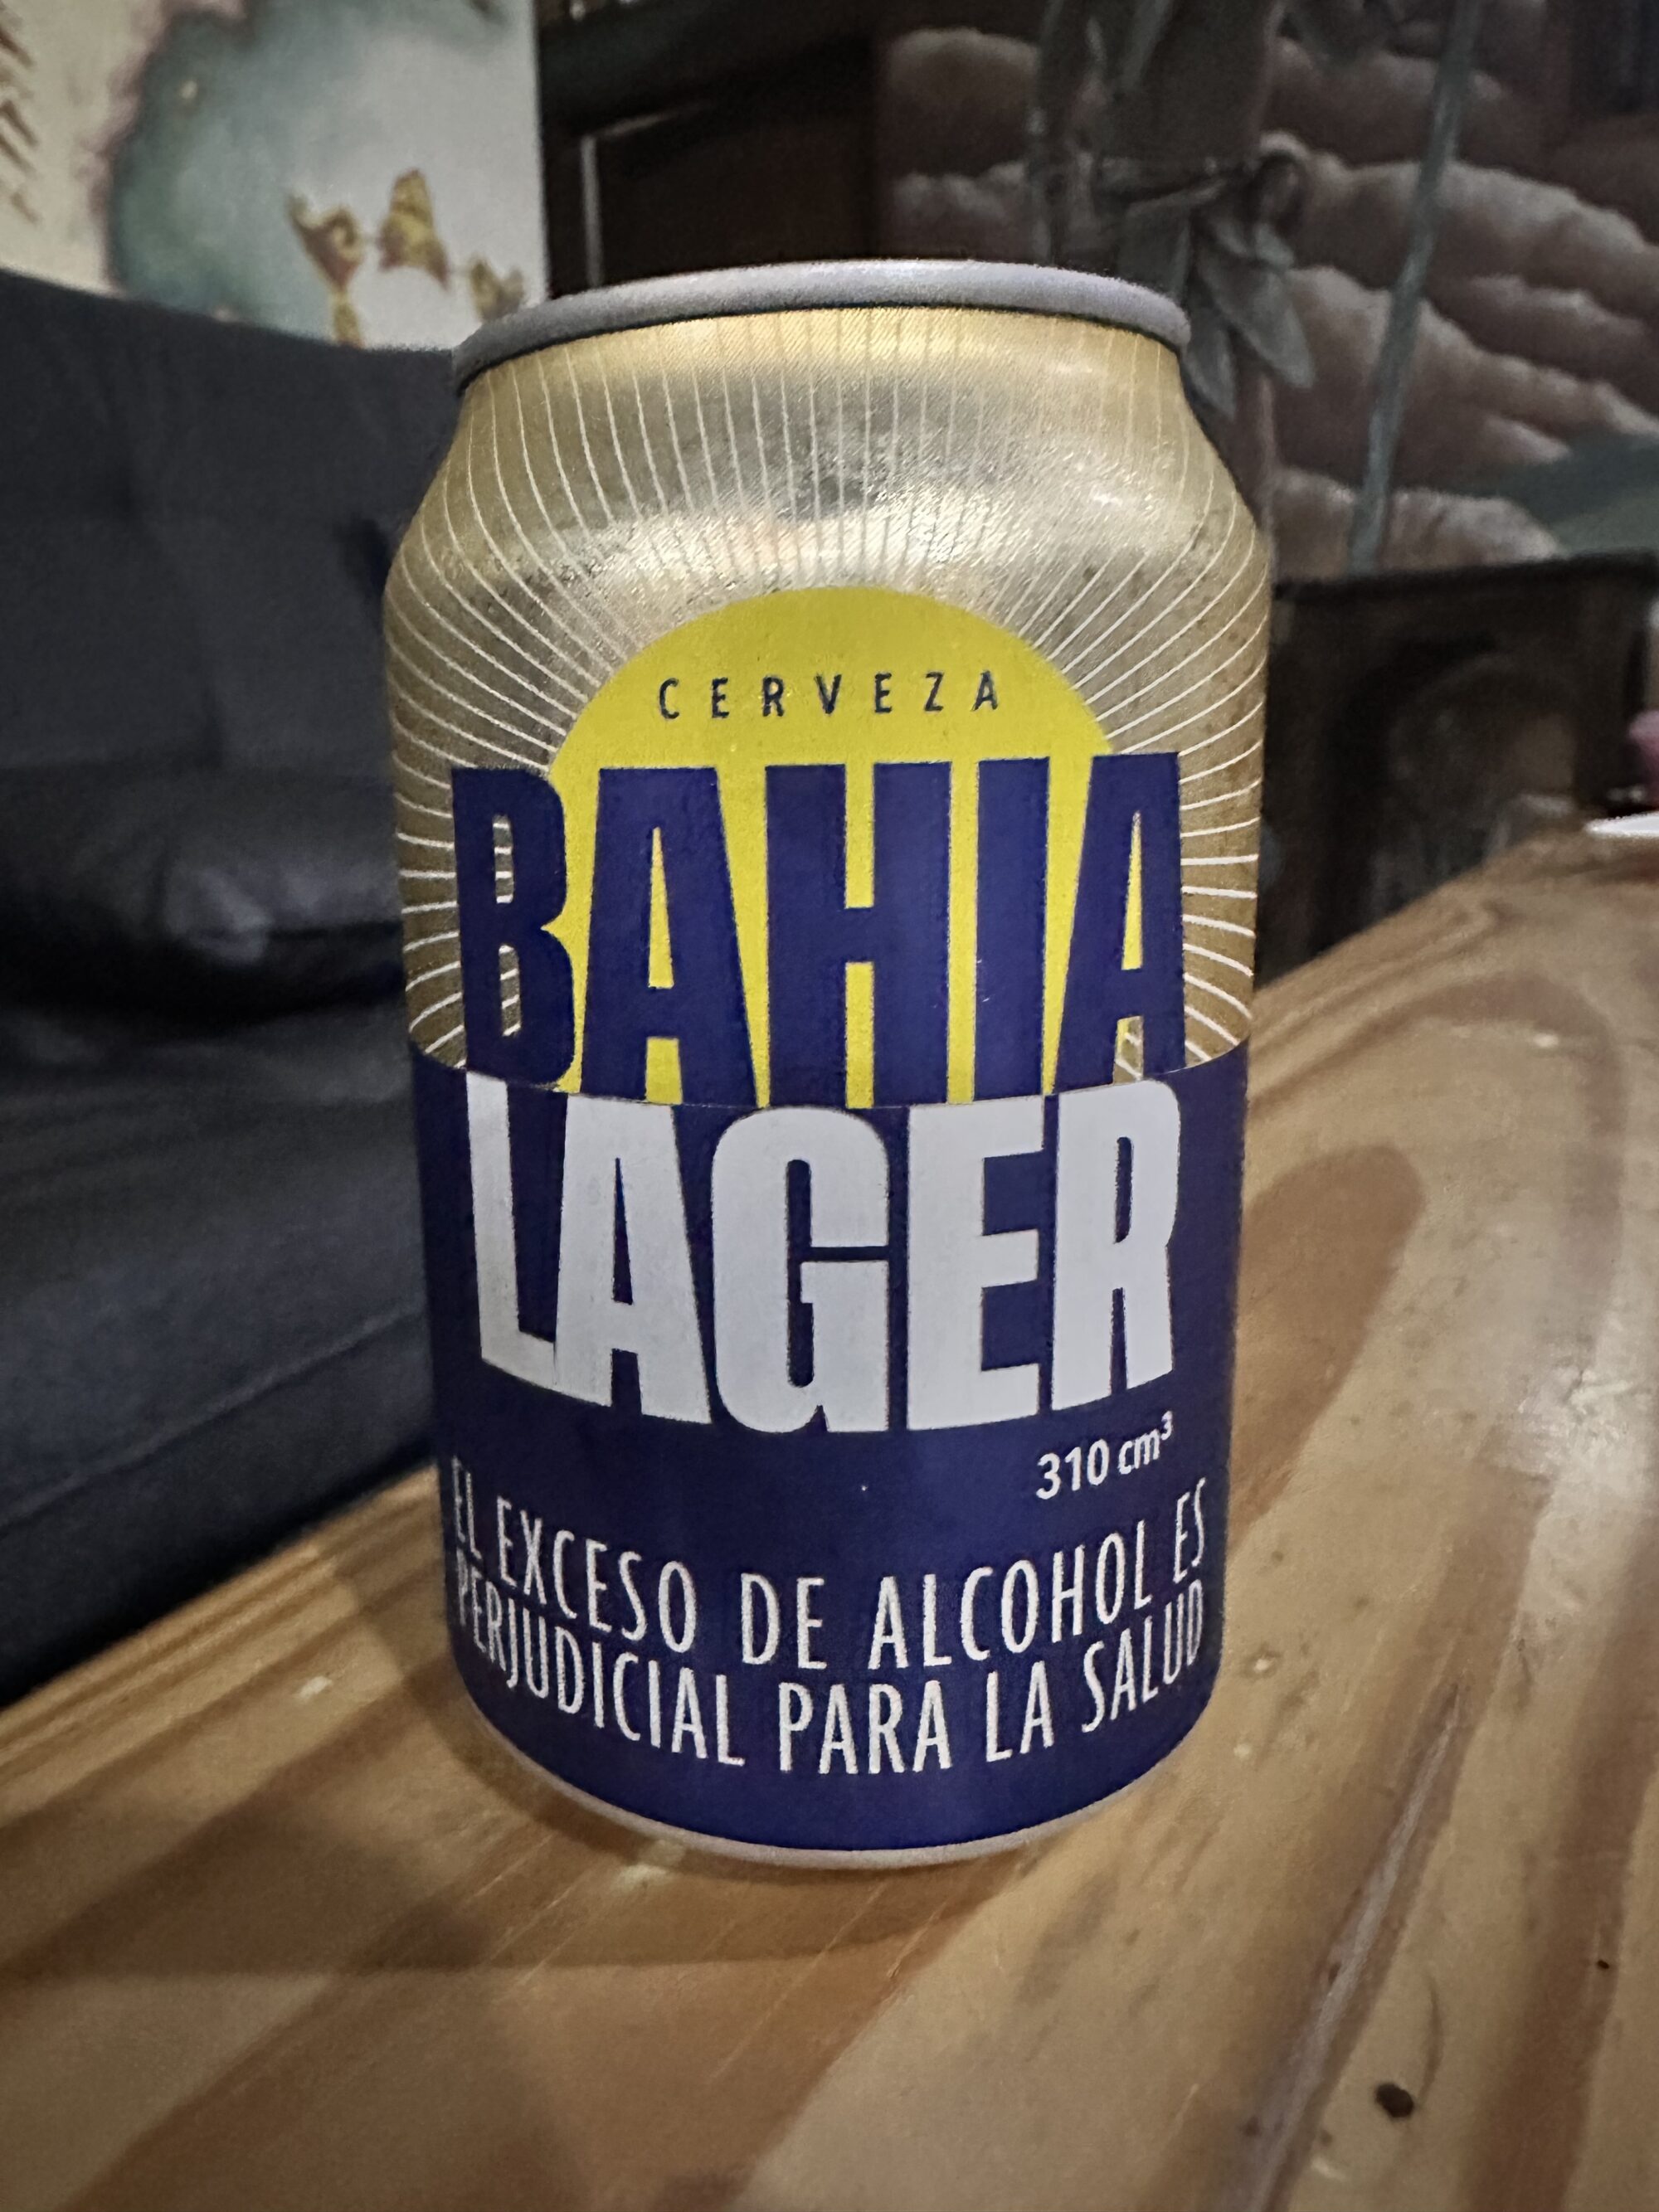 CERVEZA
BAHIA
LAGER
310 cm³
EL EXCESO DE ALCOHOL ES
PERJUDICIAL PARA LA SALUD